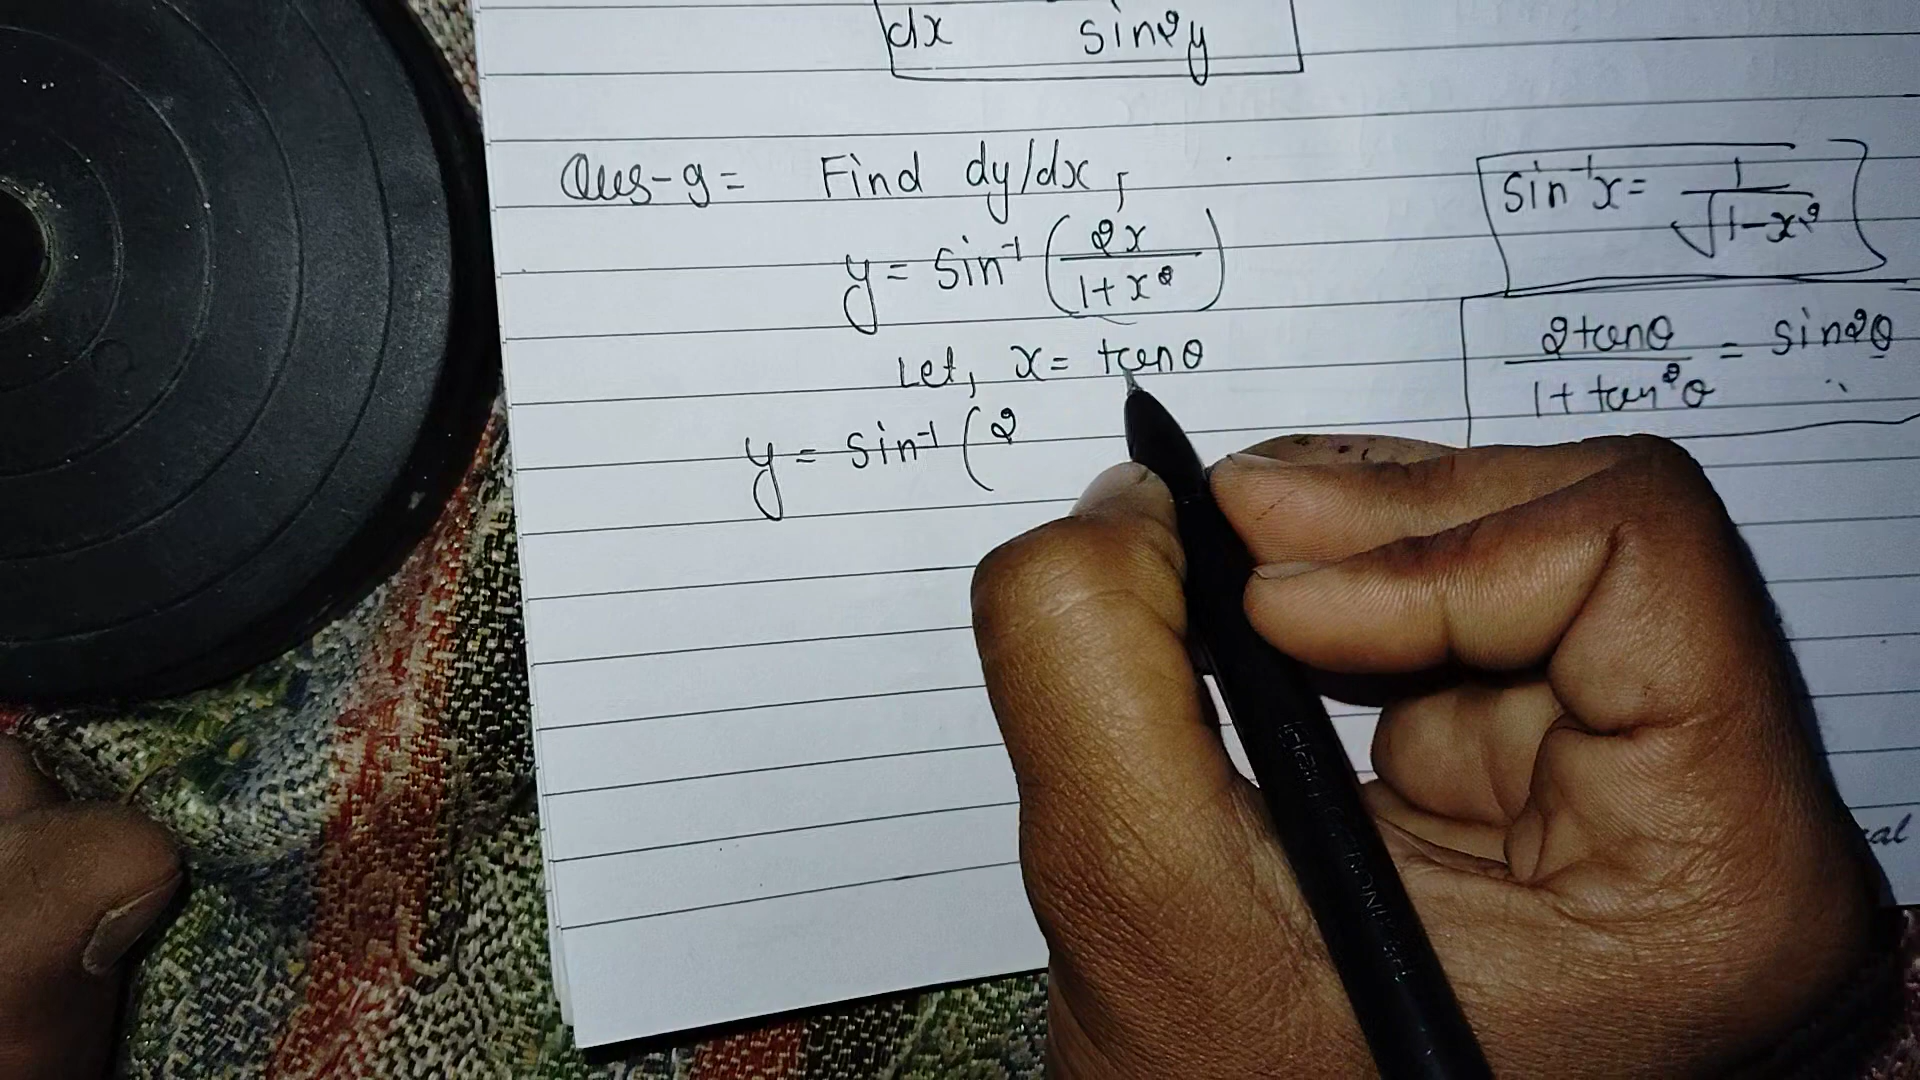 dx sin2y
Ques-9= Find dy/dx,
y = sin⁻¹ (2x / 1+x²)
Let, x = tanθ
y = sin⁻¹ (2
sin⁻¹x = 1 / √1-x²
2tanθ / 1+tan²θ = sin2θ